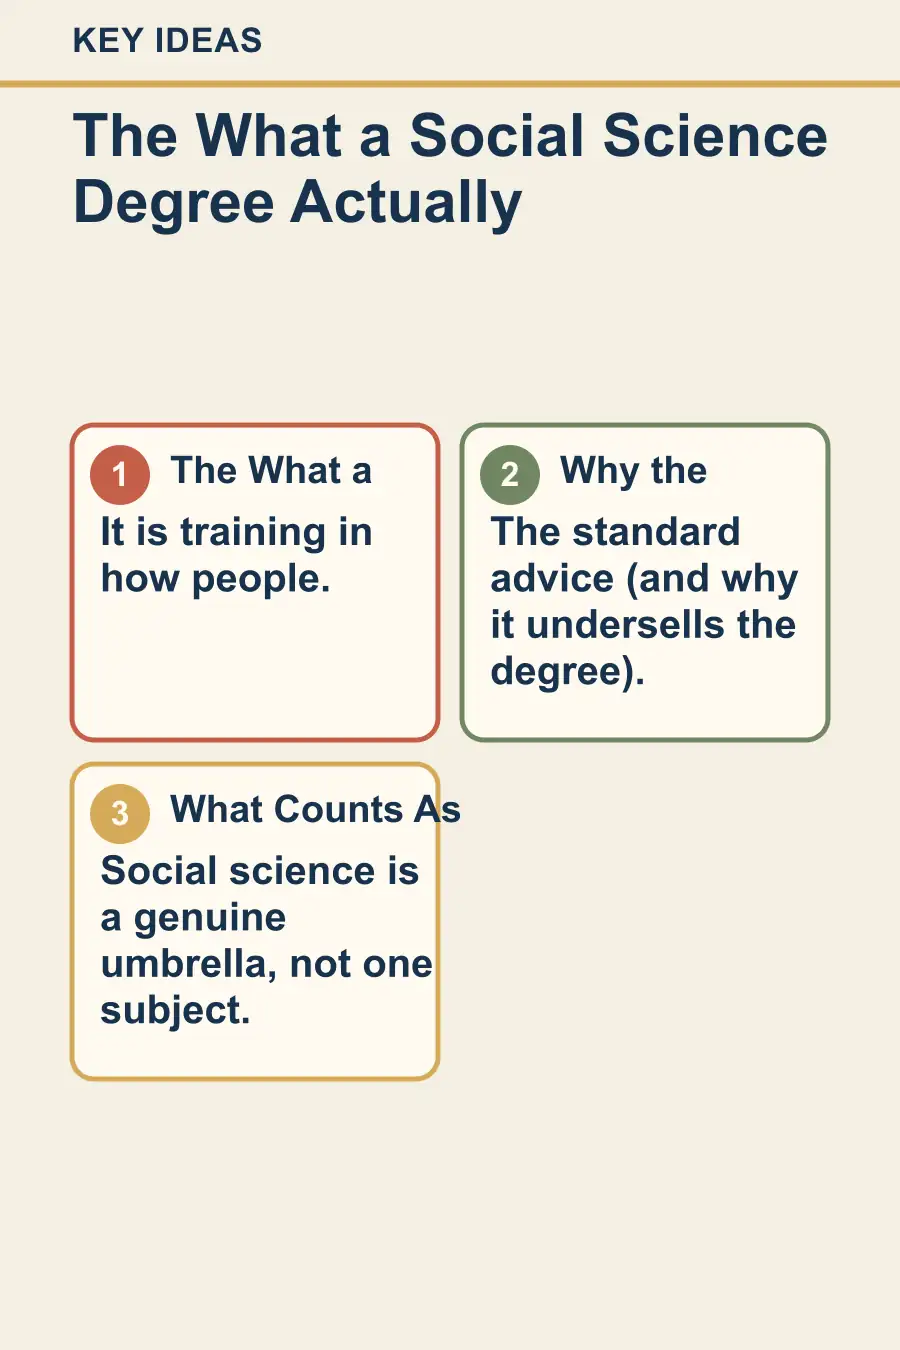 KEY IDEAS
The What a Social Science
Degree Actually
1 The What a
It is training in
how people.
2 Why the
The standard
advice (and why
it undersells the
degree).
3 What Counts As
Social science is
a genuine
umbrella, not one
subject.